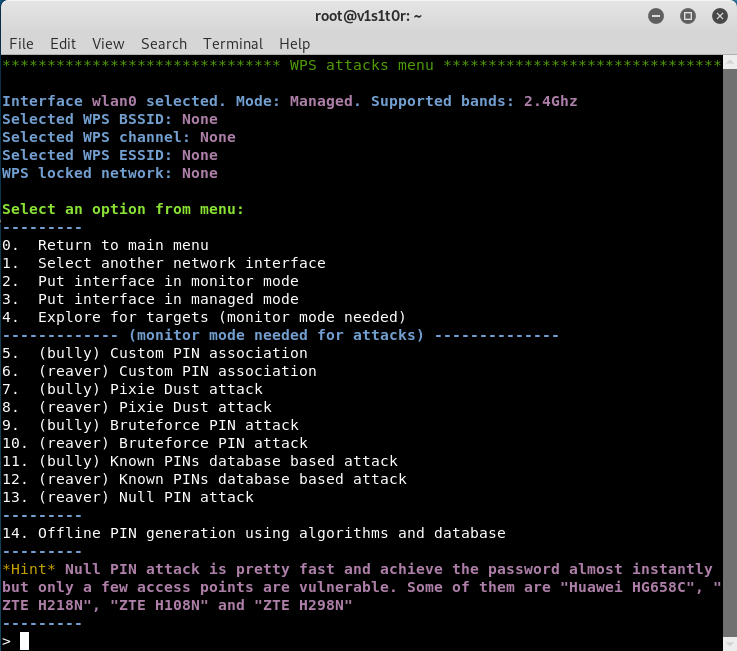 root@v1s1t0r: ~
File Edit View Search Terminal Help
******************************* WPS attacks menu *******************************
Interface wlan0 selected. Mode: Managed. Supported bands: 2.4Ghz
Selected WPS BSSID: None
Selected WPS channel: None
Selected WPS ESSID: None
WPS locked network: None
Select an option from menu:
---------
0.  Return to main menu
1.  Select another network interface
2.  Put interface in monitor mode
3.  Put interface in managed mode
4.  Explore for targets (monitor mode needed)
------------- (monitor mode needed for attacks) --------------
5.  (bully) Custom PIN association
6.  (reaver) Custom PIN association
7.  (bully) Pixie Dust attack
8.  (reaver) Pixie Dust attack
9.  (bully) Bruteforce PIN attack
10. (reaver) Bruteforce PIN attack
11. (bully) Known PINs database based attack
12. (reaver) Known PINs database based attack
13. (reaver) Null PIN attack
---------
14. Offline PIN generation using algorithms and database
---------
*Hint* Null PIN attack is pretty fast and achieve the password almost instantly
but only a few access points are vulnerable. Some of them are "Huawei HG658C", "
ZTE H218N", "ZTE H108N" and "ZTE H298N"
---------
>